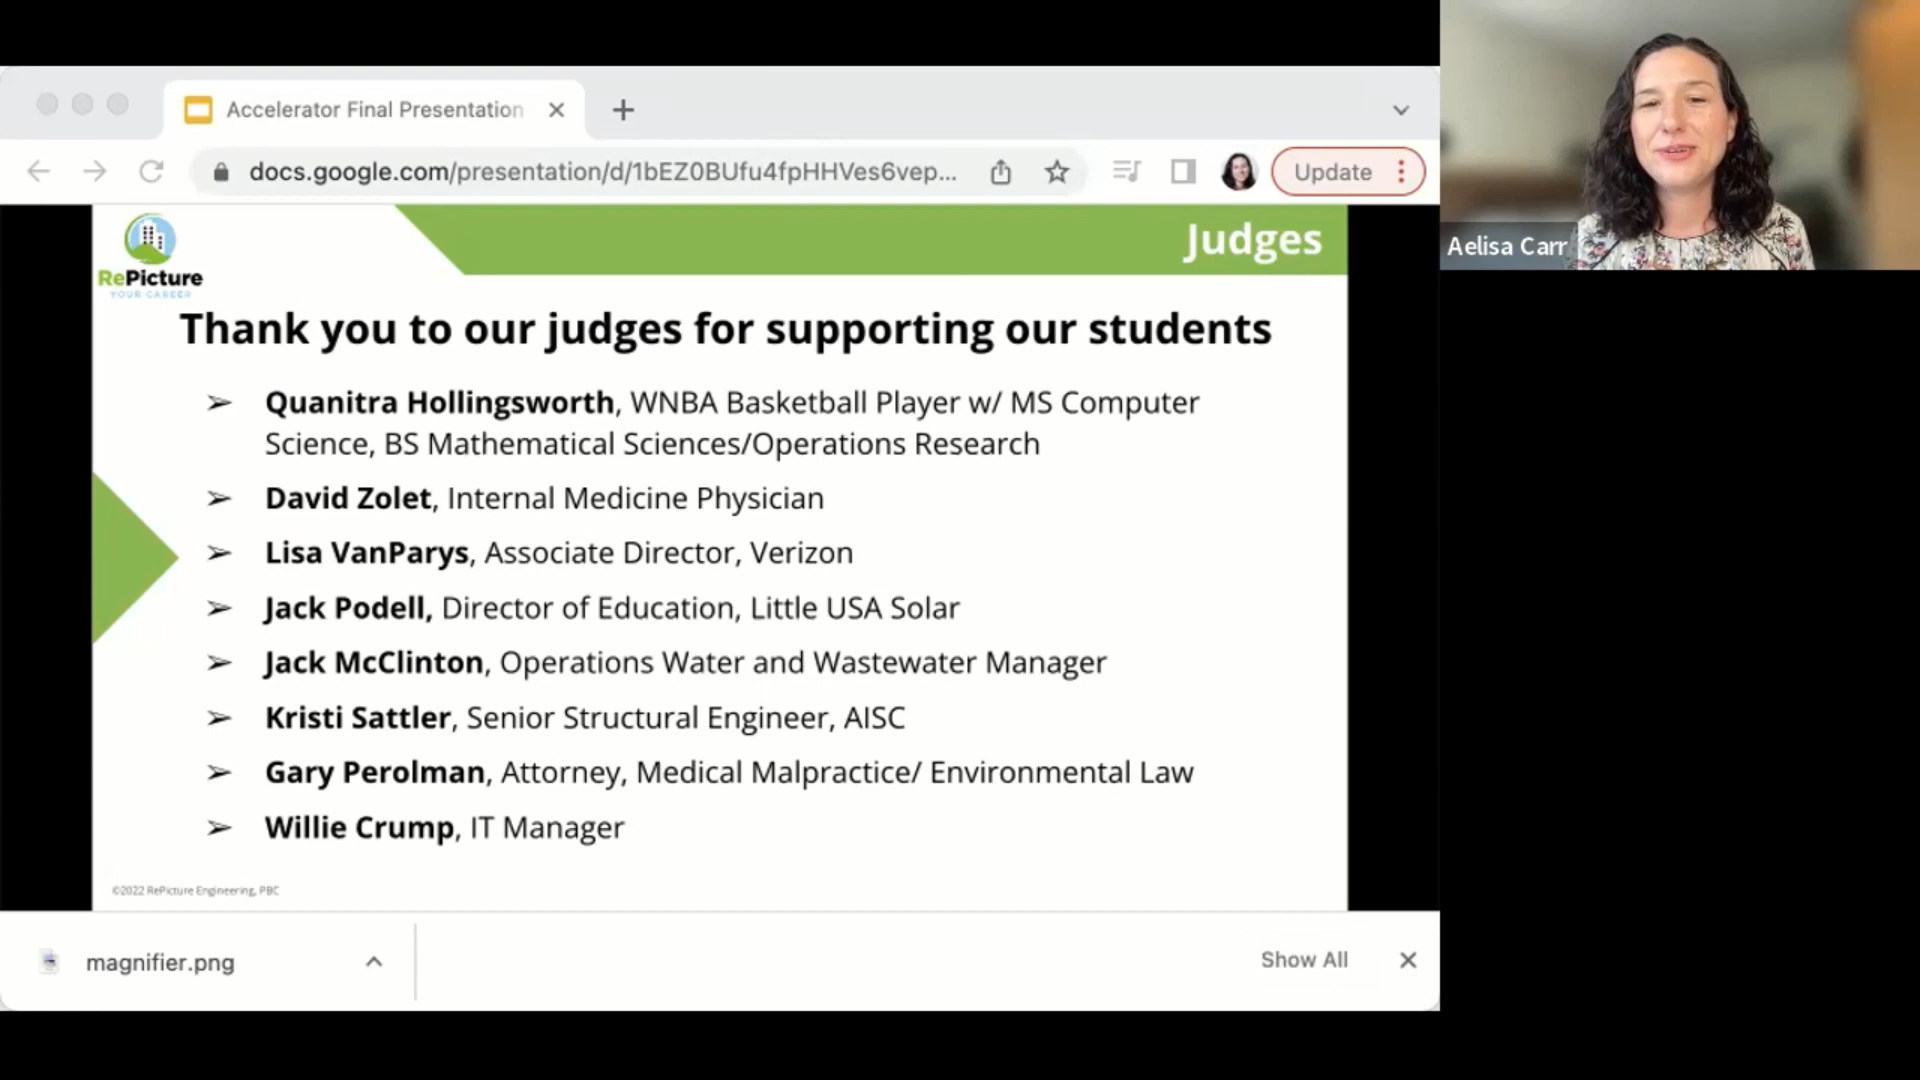 Accelerator Final Presentation
docs.google.com/presentation/d/1bEZ0BUfu4fpHHVes6vep...
Update
Aelisa Carr
RePicture
YOUR CAREER
Judges
Thank you to our judges for supporting our students
➢ Quanitra Hollingsworth, WNBA Basketball Player w/ MS Computer
Science, BS Mathematical Sciences/Operations Research
➢ David Zolet, Internal Medicine Physician
➢ Lisa VanParys, Associate Director, Verizon
➢ Jack Podell, Director of Education, Little USA Solar
➢ Jack McClinton, Operations Water and Wastewater Manager
➢ Kristi Sattler, Senior Structural Engineer, AISC
➢ Gary Perolman, Attorney, Medical Malpractice/ Environmental Law
➢ Willie Crump, IT Manager
©2022 RePicture Engineering, PBC
magnifier.png
Show All